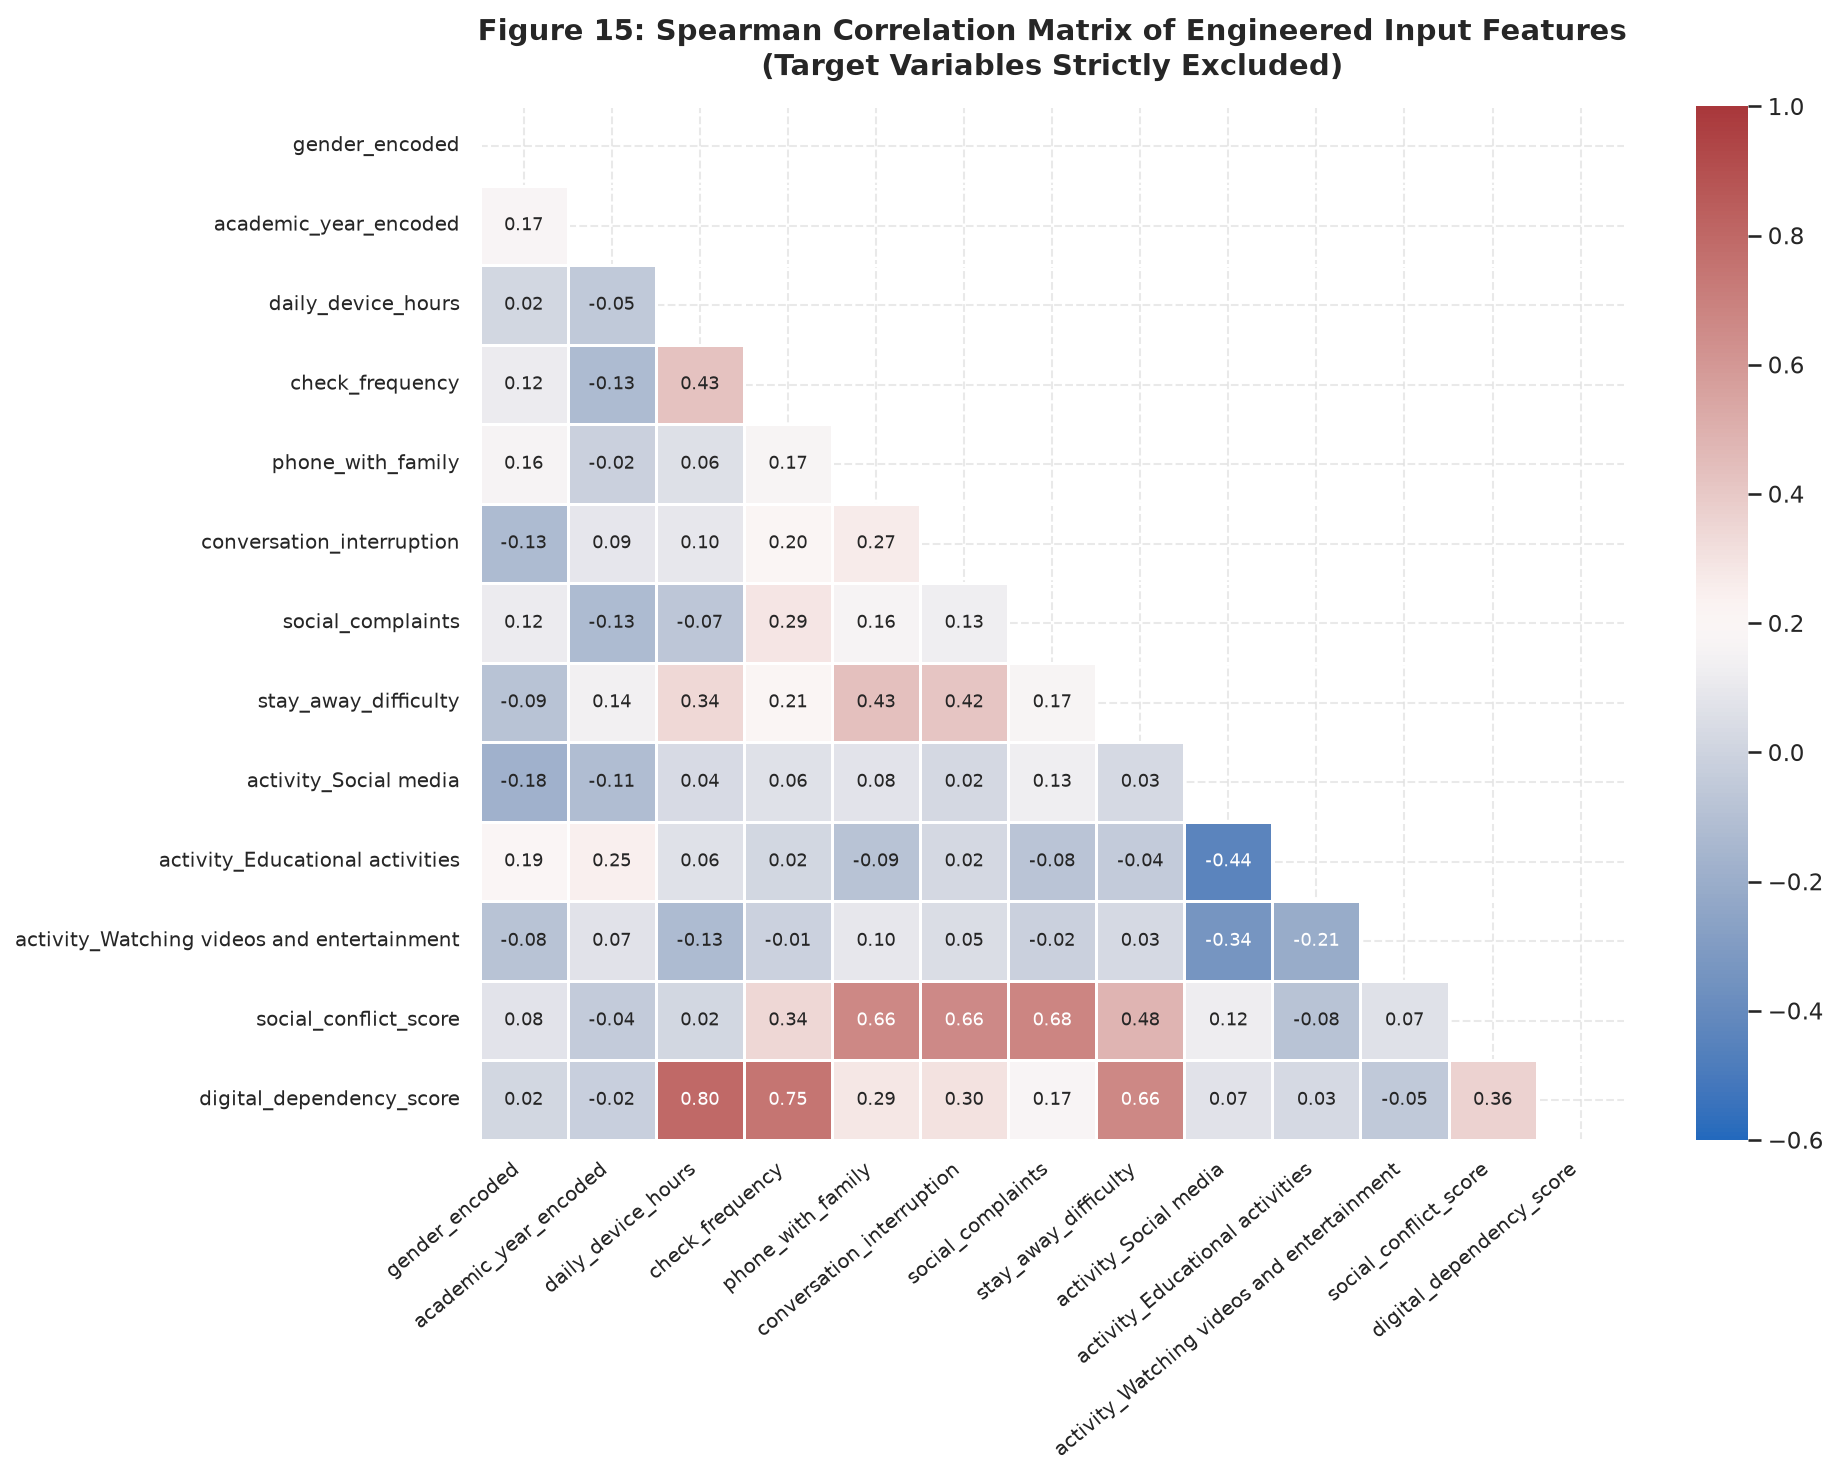 Figure 15: Spearman Correlation Matrix of Engineered Input Features
(Target Variables Strictly Excluded)
gender_encoded
academic_year_encoded 0.17
daily_device_hours 0.02 -0.05
check_frequency 0.12 -0.13 0.43
phone_with_family 0.16 -0.02 0.06 0.17
conversation_interruption -0.13 0.09 0.10 0.20 0.27
social_complaints 0.12 -0.13 -0.07 0.29 0.16 0.13
stay_away_difficulty -0.09 0.14 0.34 0.21 0.43 0.42 0.17
activity_Social media -0.18 -0.11 0.04 0.06 0.08 0.02 0.13 0.03
activity_Educational activities 0.19 0.25 0.06 0.02 -0.09 0.02 -0.08 -0.04 -0.44
activity_Watching videos and entertainment -0.08 0.07 -0.13 -0.01 0.10 0.05 -0.02 0.03 -0.34 -0.21
social_conflict_score 0.08 -0.04 0.02 0.34 0.66 0.66 0.68 0.48 0.12 -0.08 0.07
digital_dependency_score 0.02 -0.02 0.80 0.75 0.29 0.30 0.17 0.66 0.07 0.03 -0.05 0.36
gender_encoded
academic_year_encoded
daily_device_hours
check_frequency
phone_with_family
conversation_interruption
social_complaints
stay_away_difficulty
activity_Social media
activity_Educational activities
activity_Watching videos and entertainment
social_conflict_score
digital_dependency_score
1.0
0.8
0.6
0.4
0.2
0.0
−0.2
−0.4
−0.6